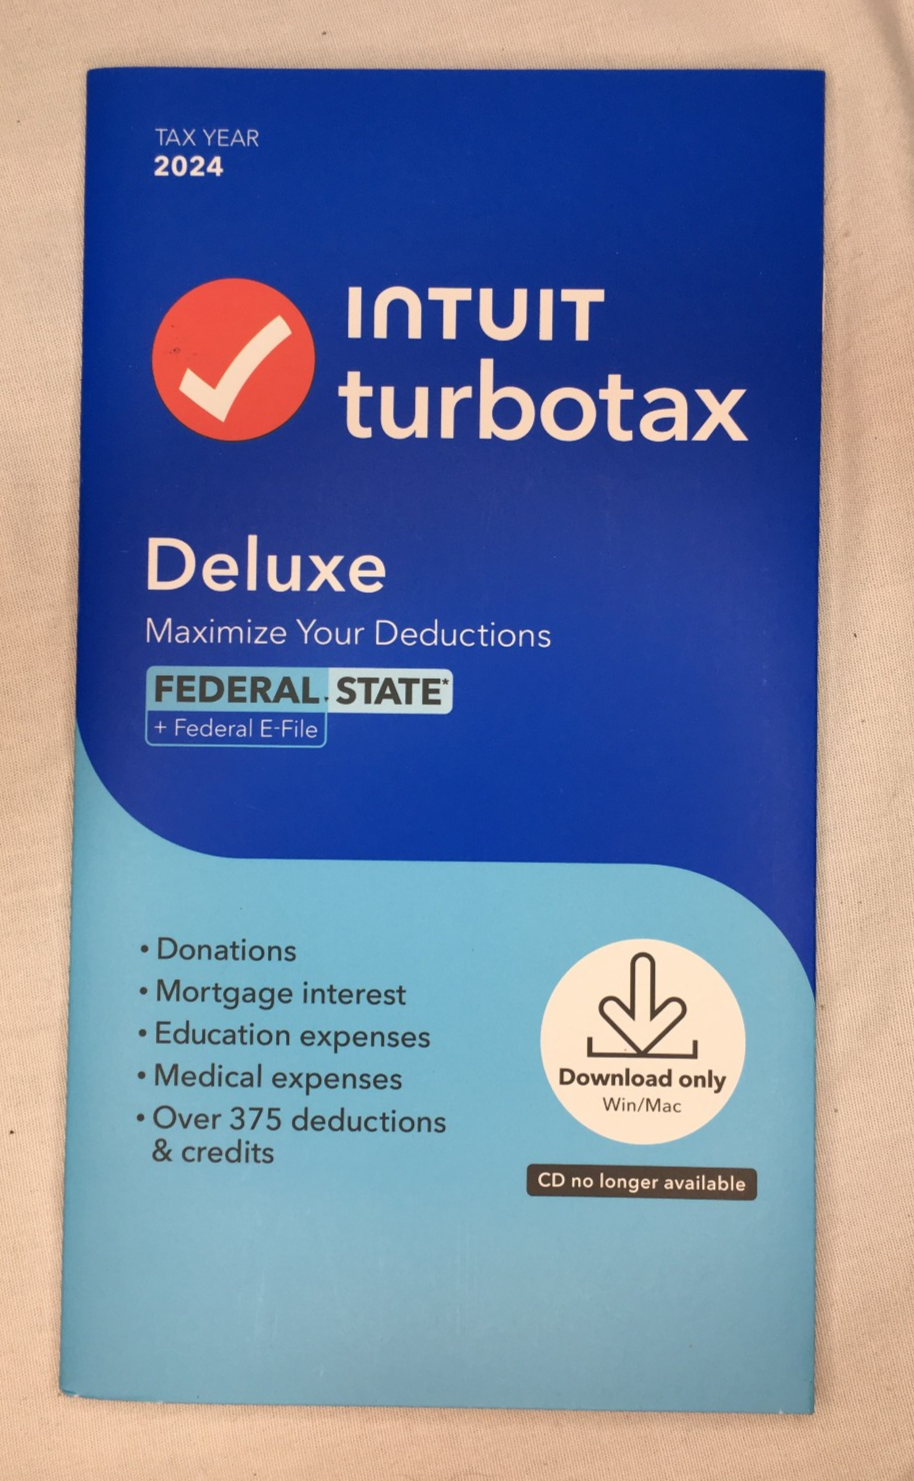 TAX YEAR
2024
INTUIT
turbotax
Deluxe
Maximize Your Deductions
FEDERAL STATE*
+ Federal E-File
• Donations
• Mortgage interest
• Education expenses
• Medical expenses
• Over 375 deductions
& credits
Download only
Win/Mac
CD no longer available